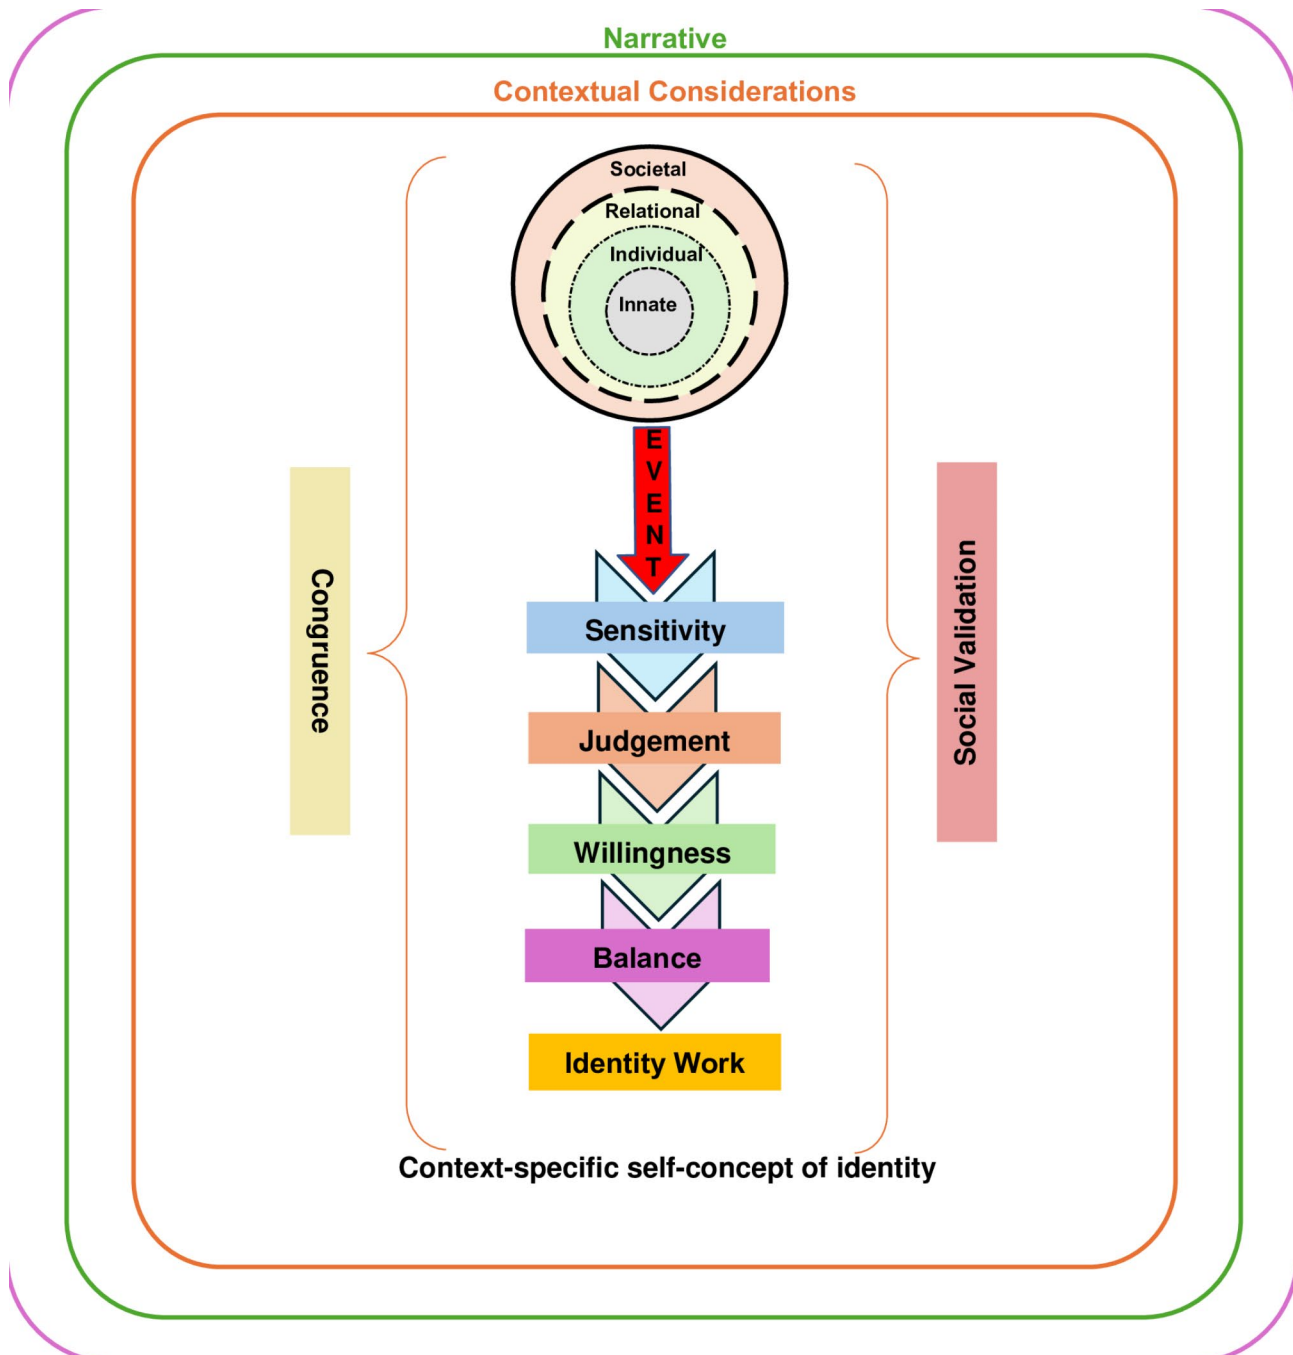 Narrative
Contextual Considerations
Societal
Relational
Individual
Innate
EVENT
Congruence
Social Validation
Sensitivity
Judgement
Willingness
Balance
Identity Work
Context-specific self-concept of identity